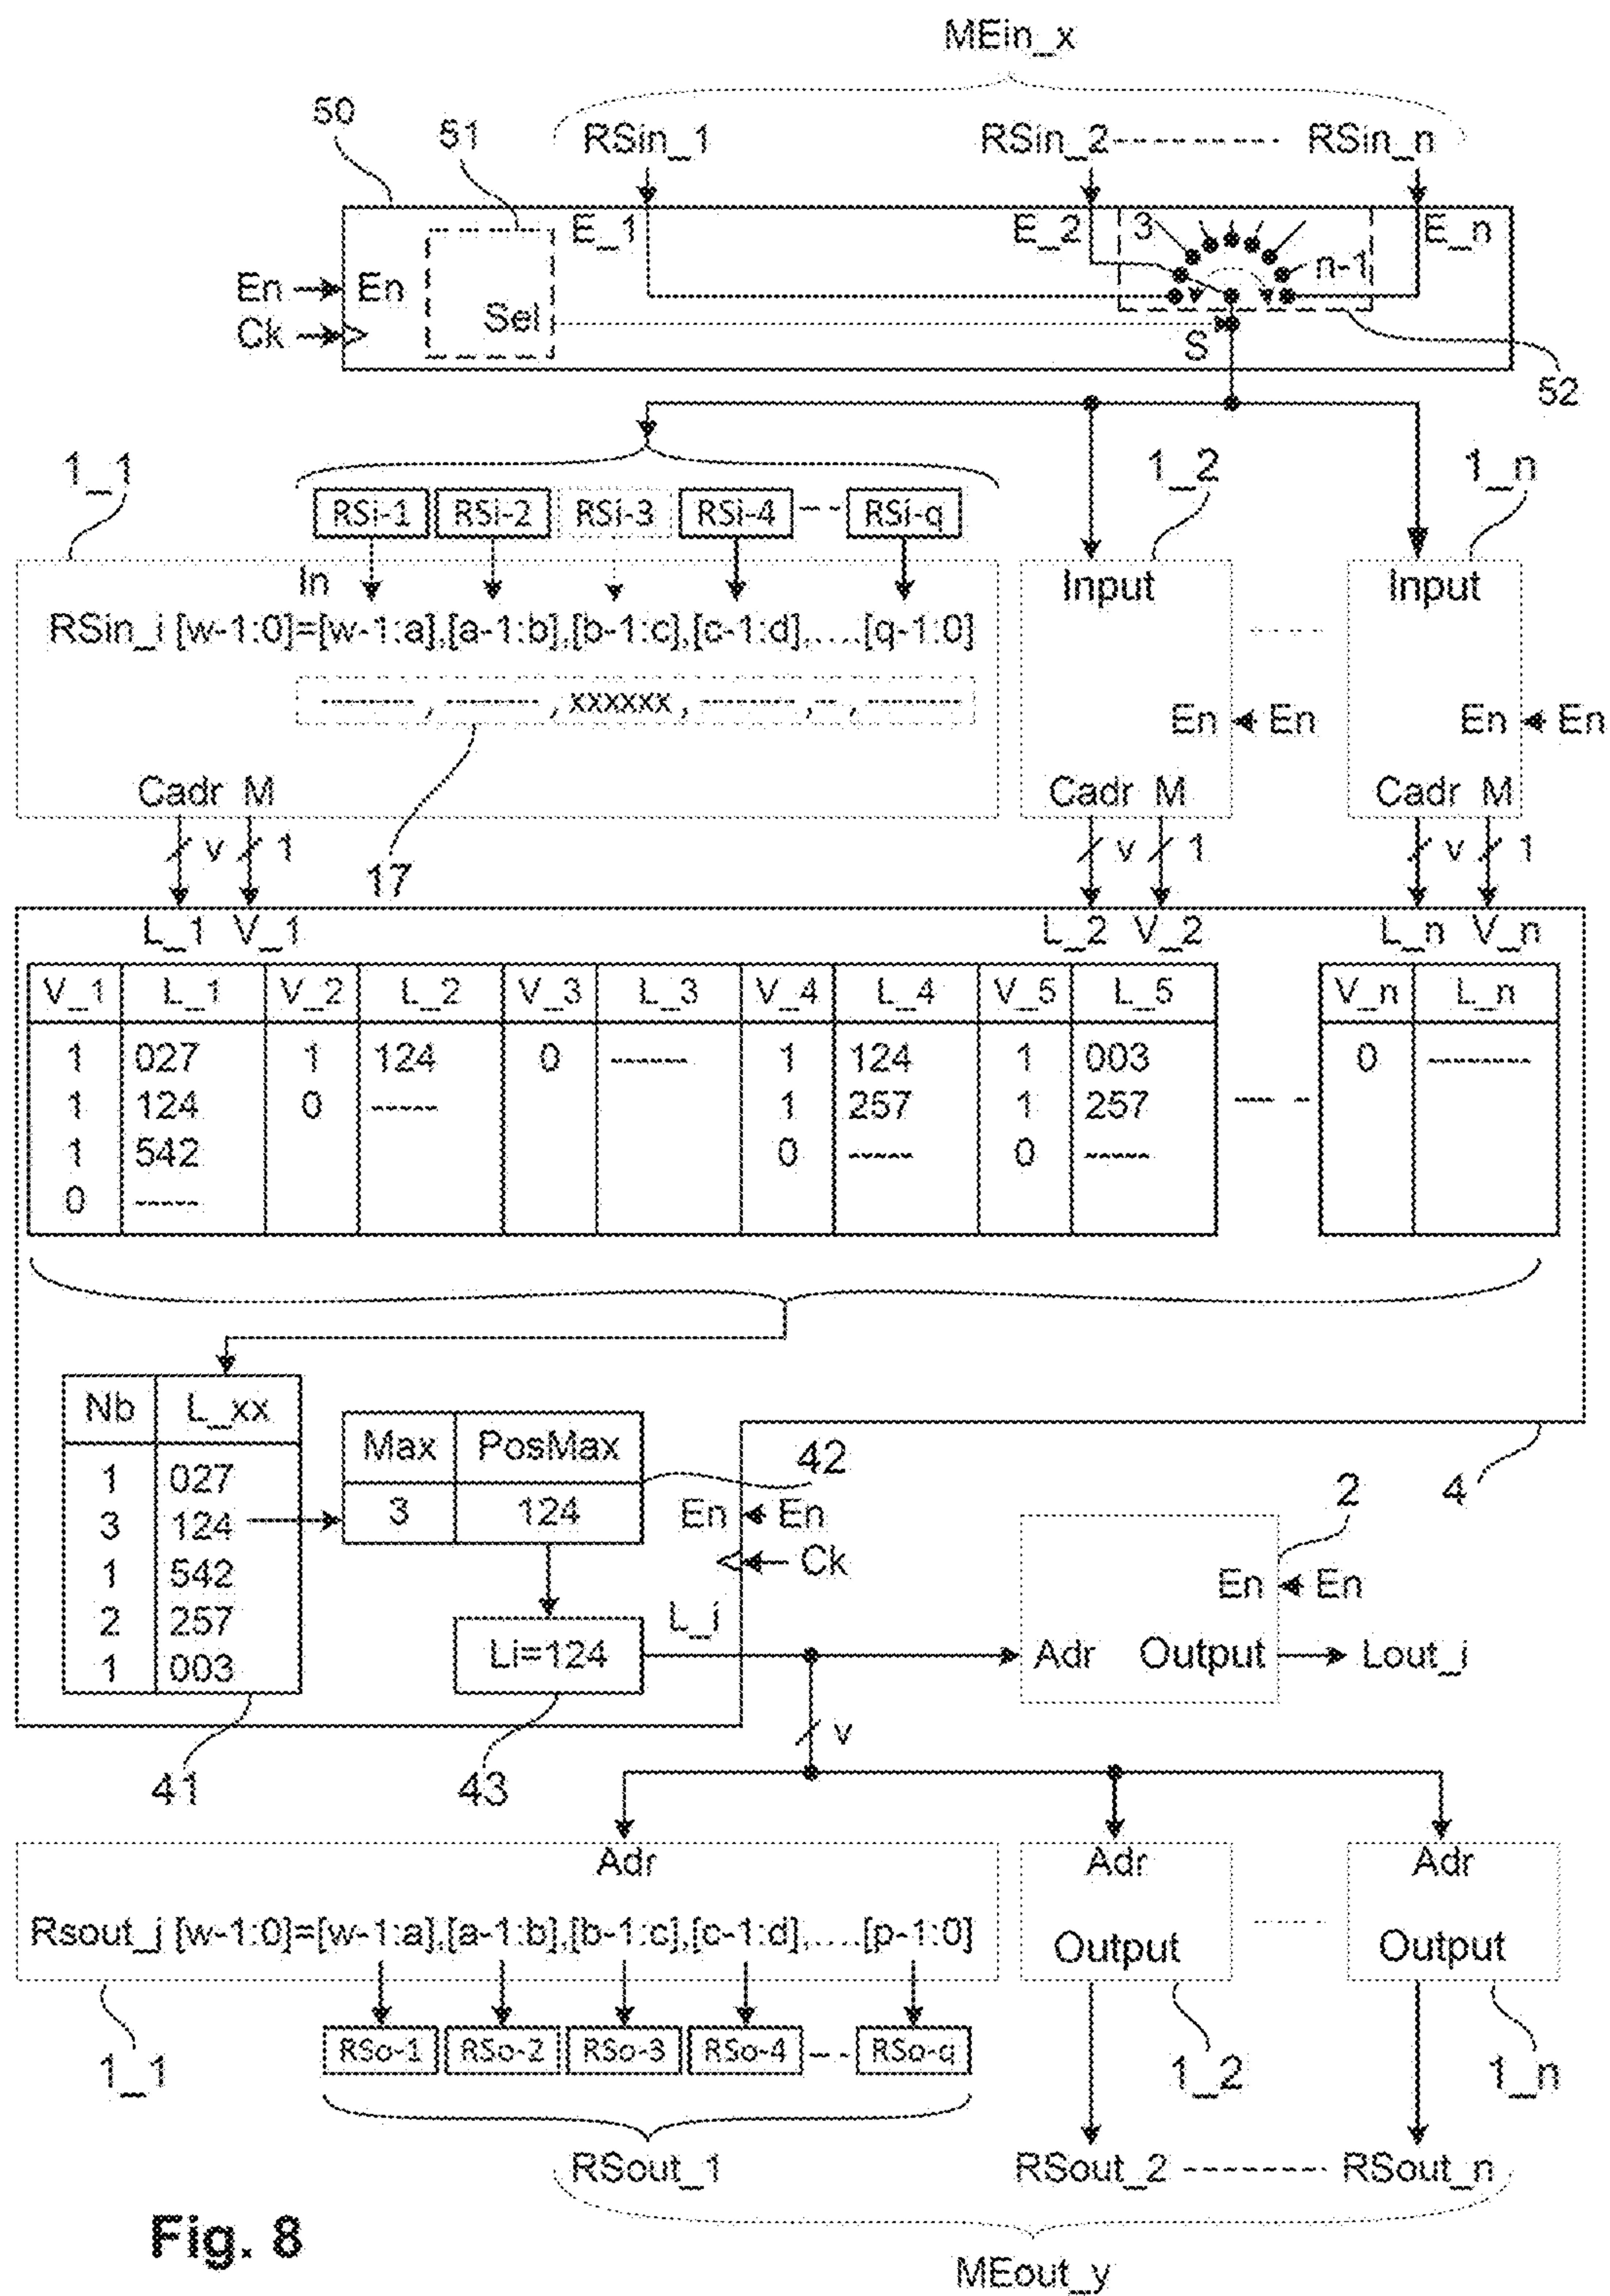 MEin_x
50
51
RSin_1
RSin_2
RSin_n
E_1
E_2
3
E_n
n-1
En
En
Ck
Sel
S
52
1_1
1_2
1_n
RSi-1
RSi-2
RSi-3
RSi-4
RSi-q
In
Input
Input
RSin_i [w-1:0]=[w-1:a],[a-1:b],[b-1:c],[c-1:d],....[q-1:0]
-------- , -------- , xxxxxx , -------- , -- , --------
En
En
En
En
Cadr M
Cadr M
Cadr M
v
1
v
1
v
1
17
L_1 V_1
L_2 V_2
L_n V_n
V_1 L_1 V_2 L_2 V_3 L_3 V_4 L_4 V_5 L_5 V_n L_n
1 027 1 124 0 ------ 1 124 1 003 0 --------
1 124 0 ----- 1 257 1 257
1 542 0 ----- 0 -----
0 -----
Nb L_xx
1 027
3 124
1 542
2 257
1 003
Max PosMax
3 124
42
En
En
Ck
4
2
En
En
L_i
Li=124
Adr
Output
Lout_i
v
41
43
Adr
Adr
Adr
Rsout_j [w-1:0]=[w-1:a],[a-1:b],[b-1:c],[c-1:d],....[p-1:0]
Output
Output
RSo-1
RSo-2
RSo-3
RSo-4
RSo-q
1_1
1_2
1_n
RSout_1
RSout_2
RSout_n
Fig. 8
MEout_y